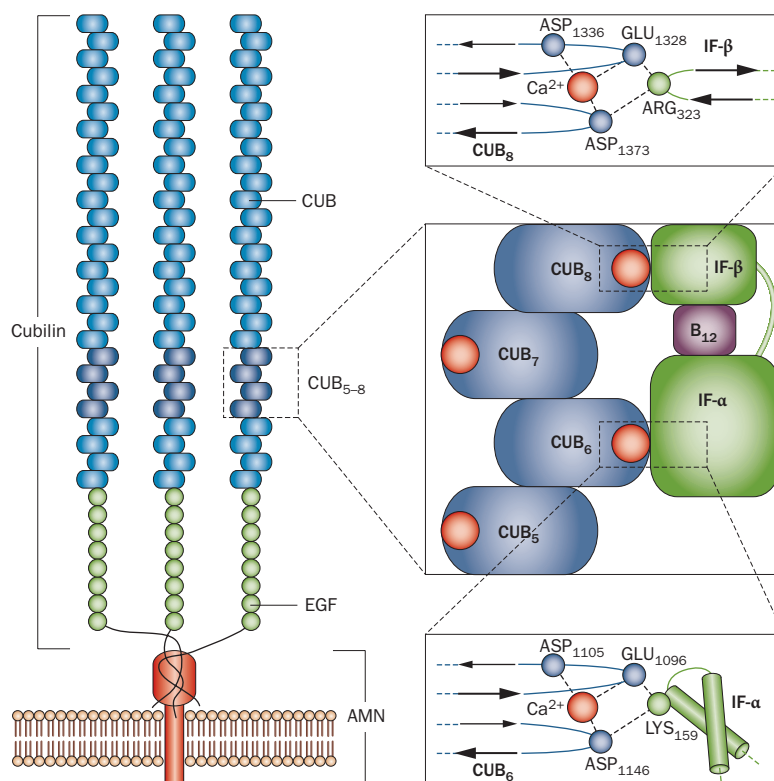 Cubilin
CUB
CUB5–8
EGF
AMN
ASP1336
GLU1328
IF-β
Ca2+
ARG323
CUB8
ASP1373
CUB8
IF-β
B12
CUB7
IF-α
CUB6
CUB5
ASP1105
GLU1096
Ca2+
IF-α
LYS159
CUB6
ASP1146